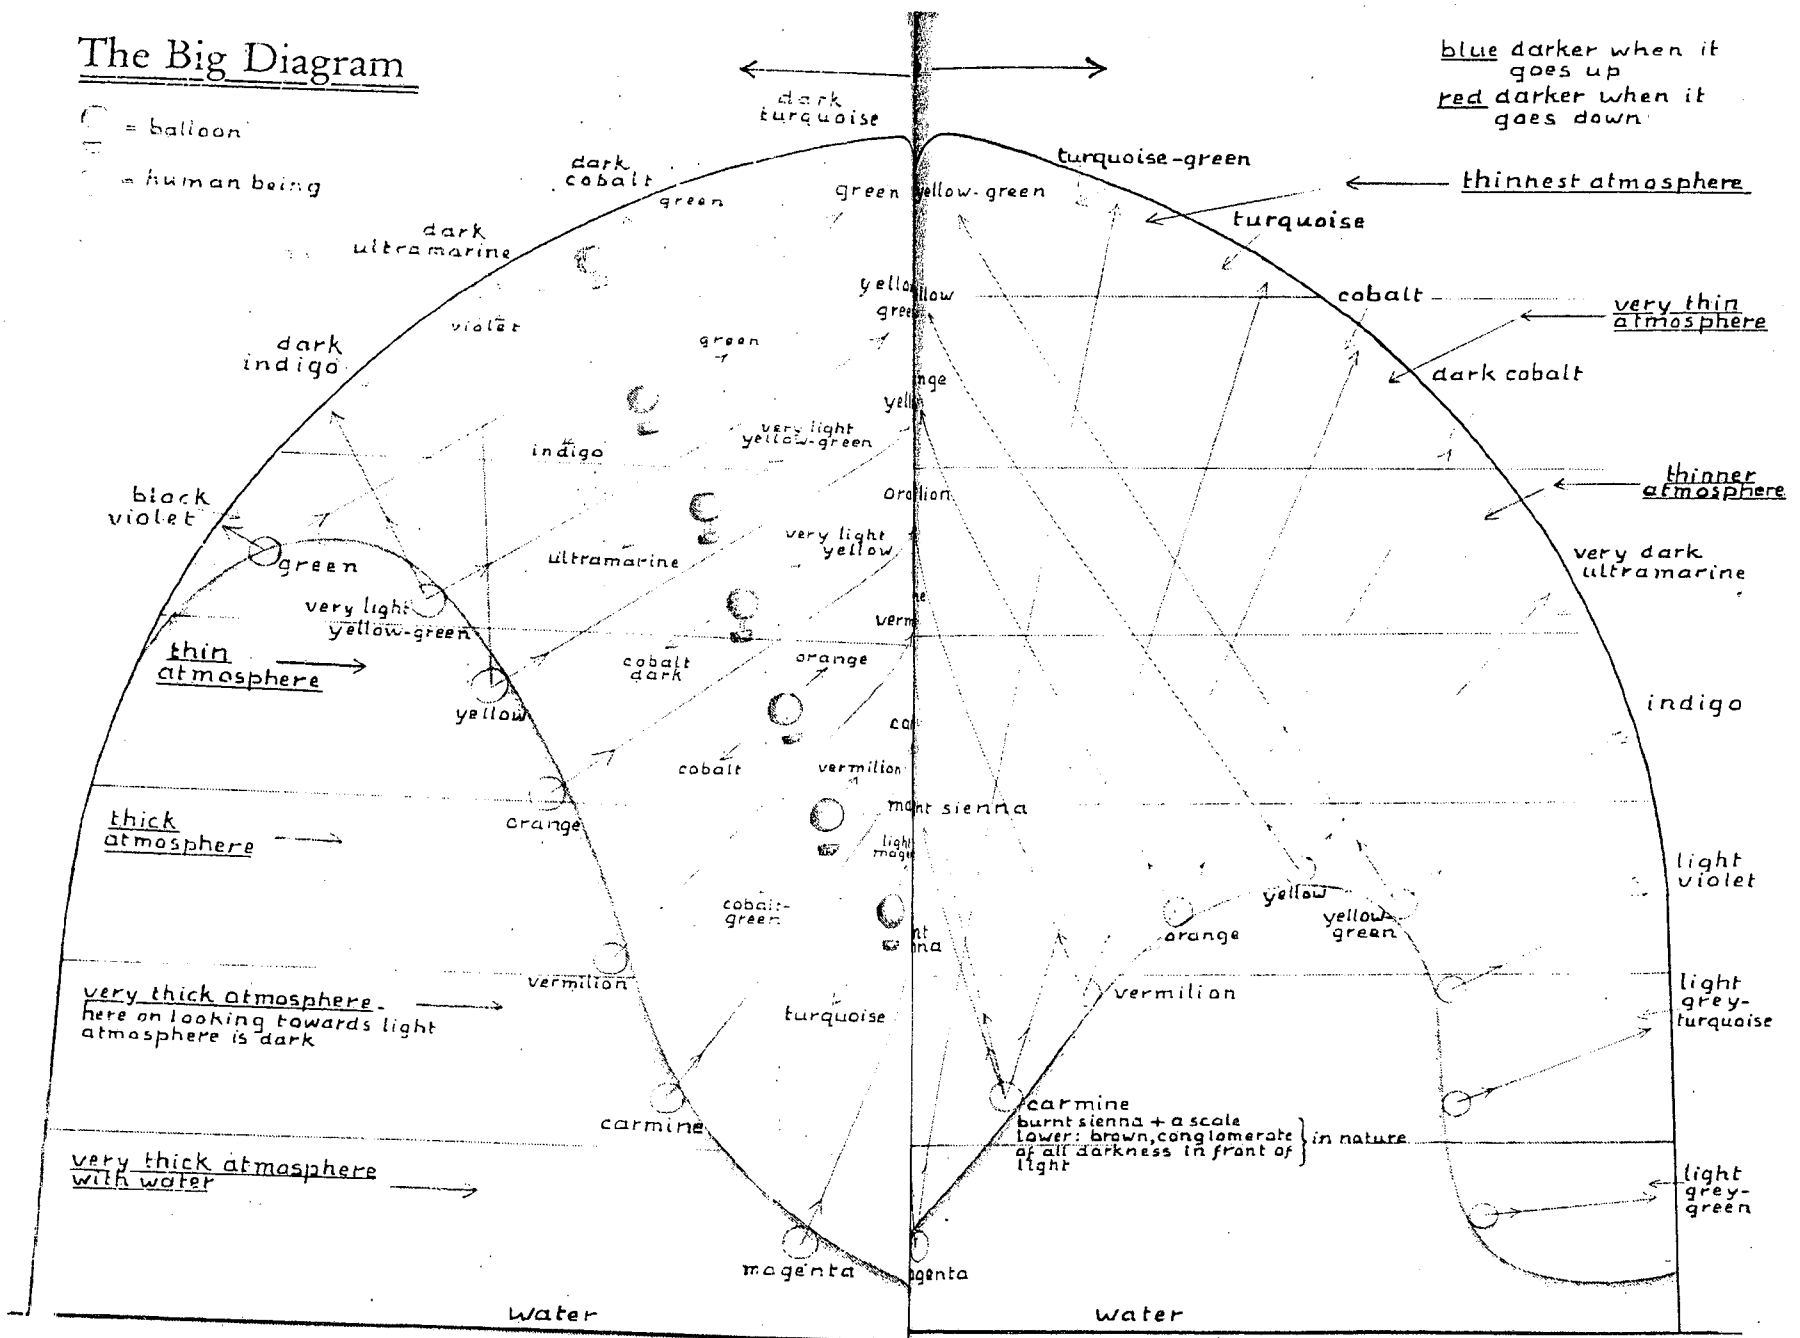 The Big Diagram
= balloon
= human being
blue darker when it
goes up
red darker when it
goes down
dark
turquoise
dark
cobalt
green
dark
ultramarine
violet
dark
indigo
black
violet
green
very light
yellow-green
yellow
orange
vermilion
carmine
magenta
thin
atmosphere
thick
atmosphere
very thick atmosphere-
here on looking towards light
atmosphere is dark
very thick atmosphere
with water
water
green
green
indigo
very light
yellow-green
ultramarine
very light
yellow
cobalt
dark
orange
cobalt
vermilion
cobalt-
green
turquoise
light
yellow-green
sienna
turquoise-green
thinnest atmosphere
turquoise
cobalt
very thin
atmosphere
dark cobalt
thinner
atmosphere
very dark
ultramarine
indigo
light
violet
light
grey-
turquoise
light
grey-
green
orange
yellow
yellow-
green
vermilion
carmine
burnt sienna + a scale
lower: brown, conglomerate
of all darkness in front of
light
in nature
water